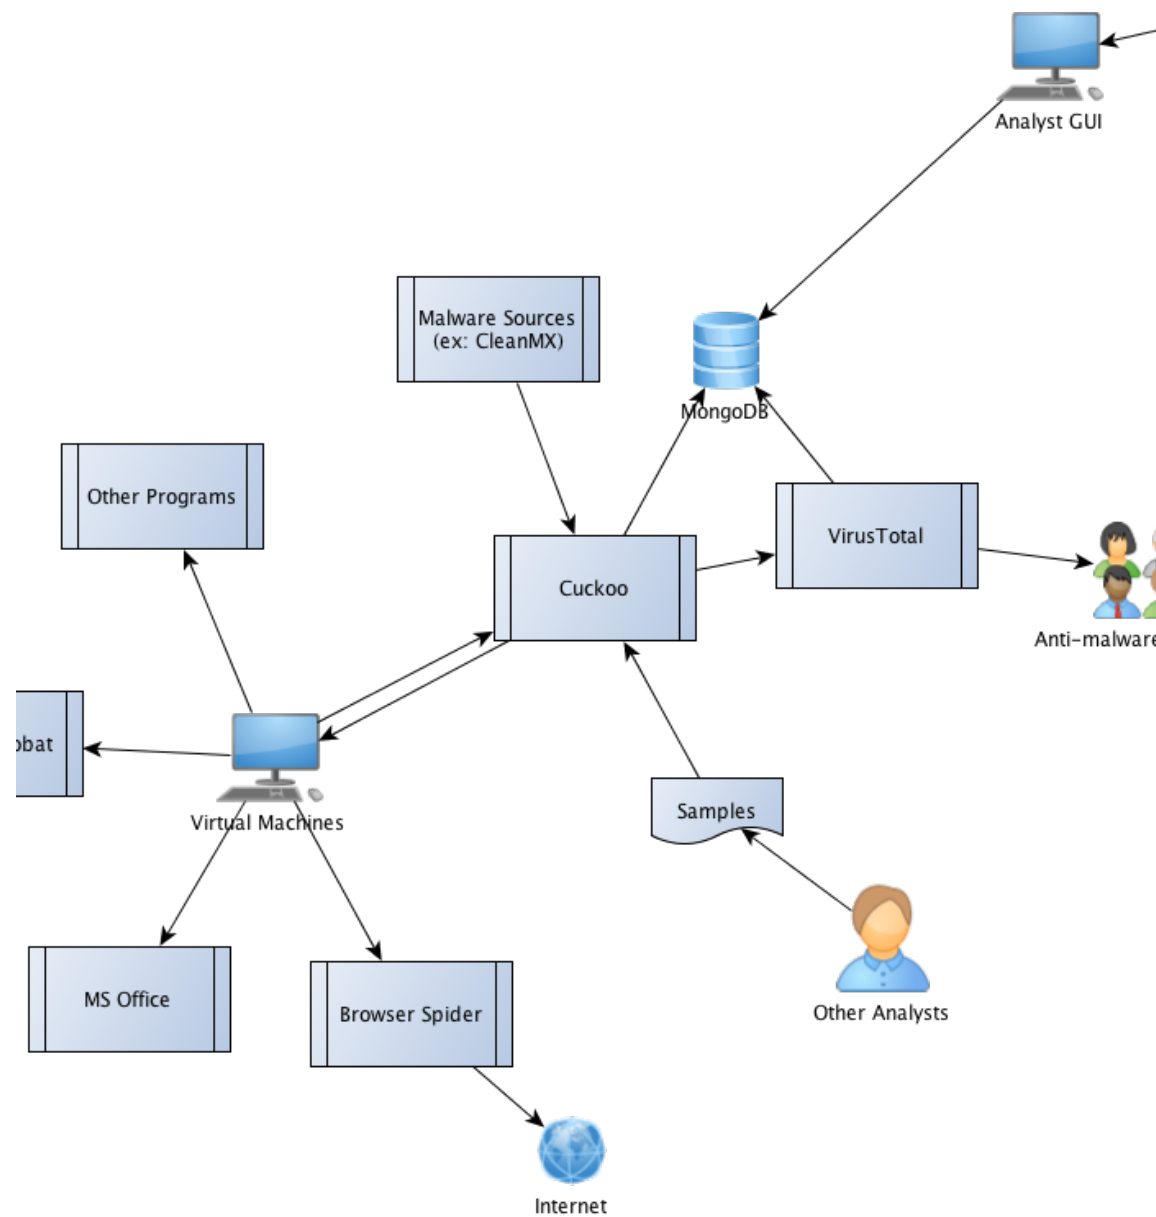 Analyst GUI
Malware Sources
(ex: CleanMX)
MongoDB
Other Programs
VirusTotal
Cuckoo
Anti-malware
obat
Virtual Machines
Samples
MS Office
Browser Spider
Other Analysts
Internet